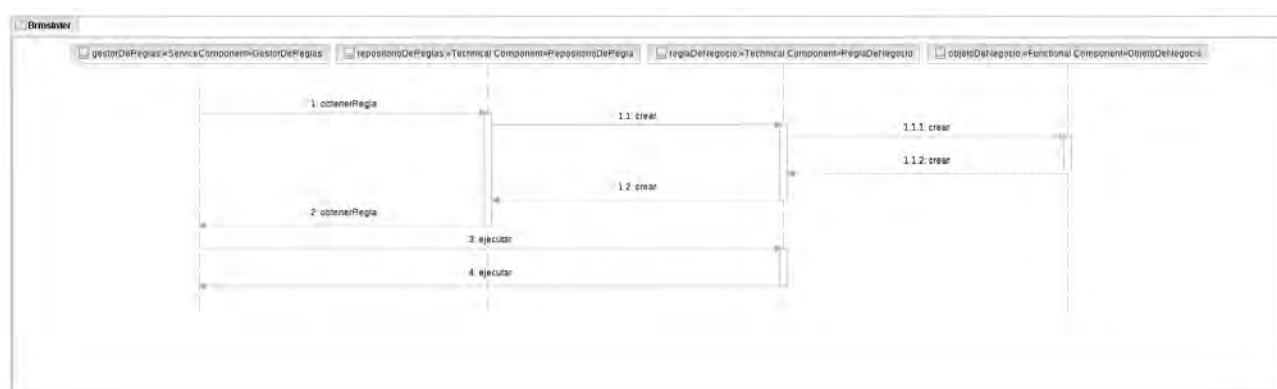 BrmsInter
gestorDeReglas:«ServiceComponent»GestorDeReglas
repositorioDeReglas:«Technical Component»RepositorioDeRegla
reglaDeNegocio:«Technical Component»ReglaDeNegocio
objetoDeNegocio:«Functional Component»ObjetoDeNegocio
1: obtenerRegla
1.1: crear
1.1.1: crear
1.1.2: crear
1.2: crear
2: obtenerRegla
3: ejecutar
4: ejecutar